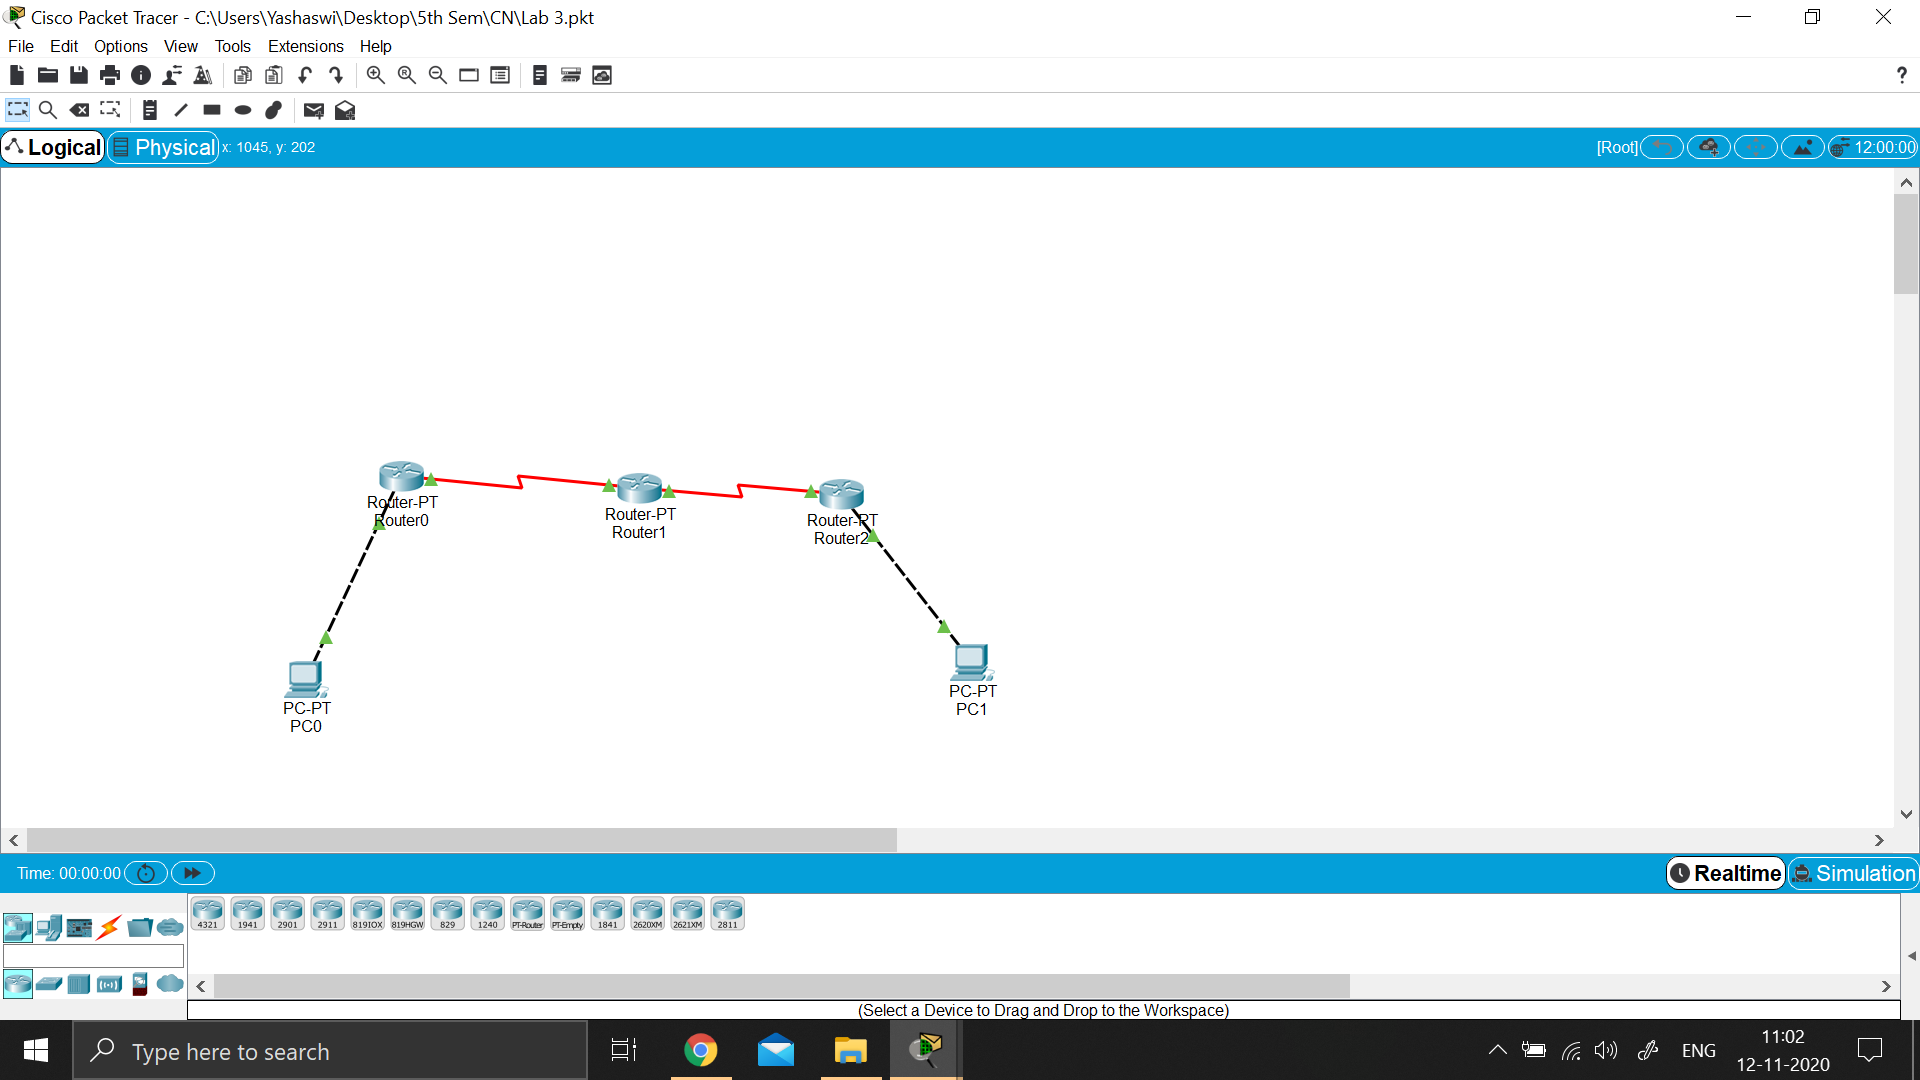 Cisco Packet Tracer - C:\Users\Yashaswi\Desktop\5th Sem\CN\Lab 3.pkt
File Edit Options View Tools Extensions Help
?
Logical Physical x: 1045, y: 202 [Root] 12:00:00
Router-PT
Router0
Router-PT
Router1
Router-PT
Router2
PC-PT
PC0
PC-PT
PC1
Time: 00:00:00 Realtime Simulation
4321 1941 2901 2911 819IOX 819HGW 829 1240 PT-Router PT-Empty 1841 2620XM 2621XM 2811
(Select a Device to Drag and Drop to the Workspace)
Type here to search ENG 11:02
12-11-2020